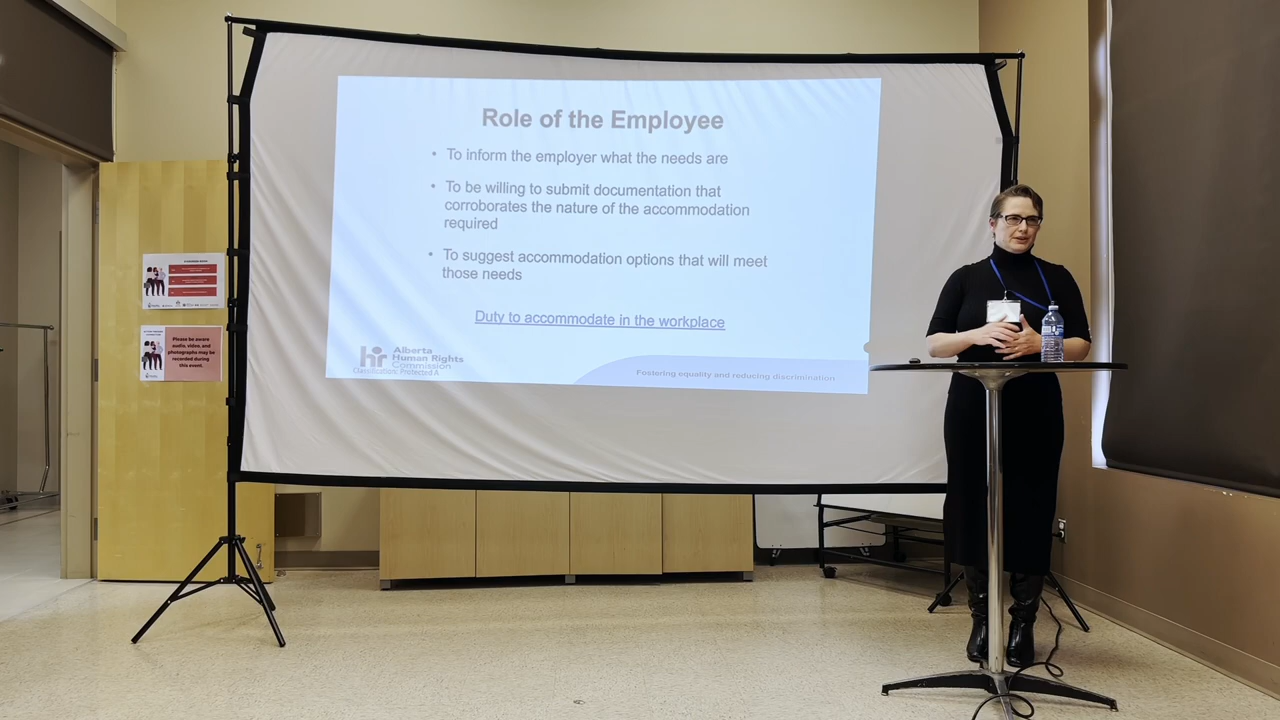 Role of the Employee
• To inform the employer what the needs are
• To be willing to submit documentation that
corroborates the nature of the accommodation
required
• To suggest accommodation options that will meet
those needs
Duty to accommodate in the workplace
hr Alberta
Human Rights
Commission
Classification: Protected A
Fostering equality and reducing discrimination
Please be aware
audio, video, and
photographs may be
recorded during
this event.